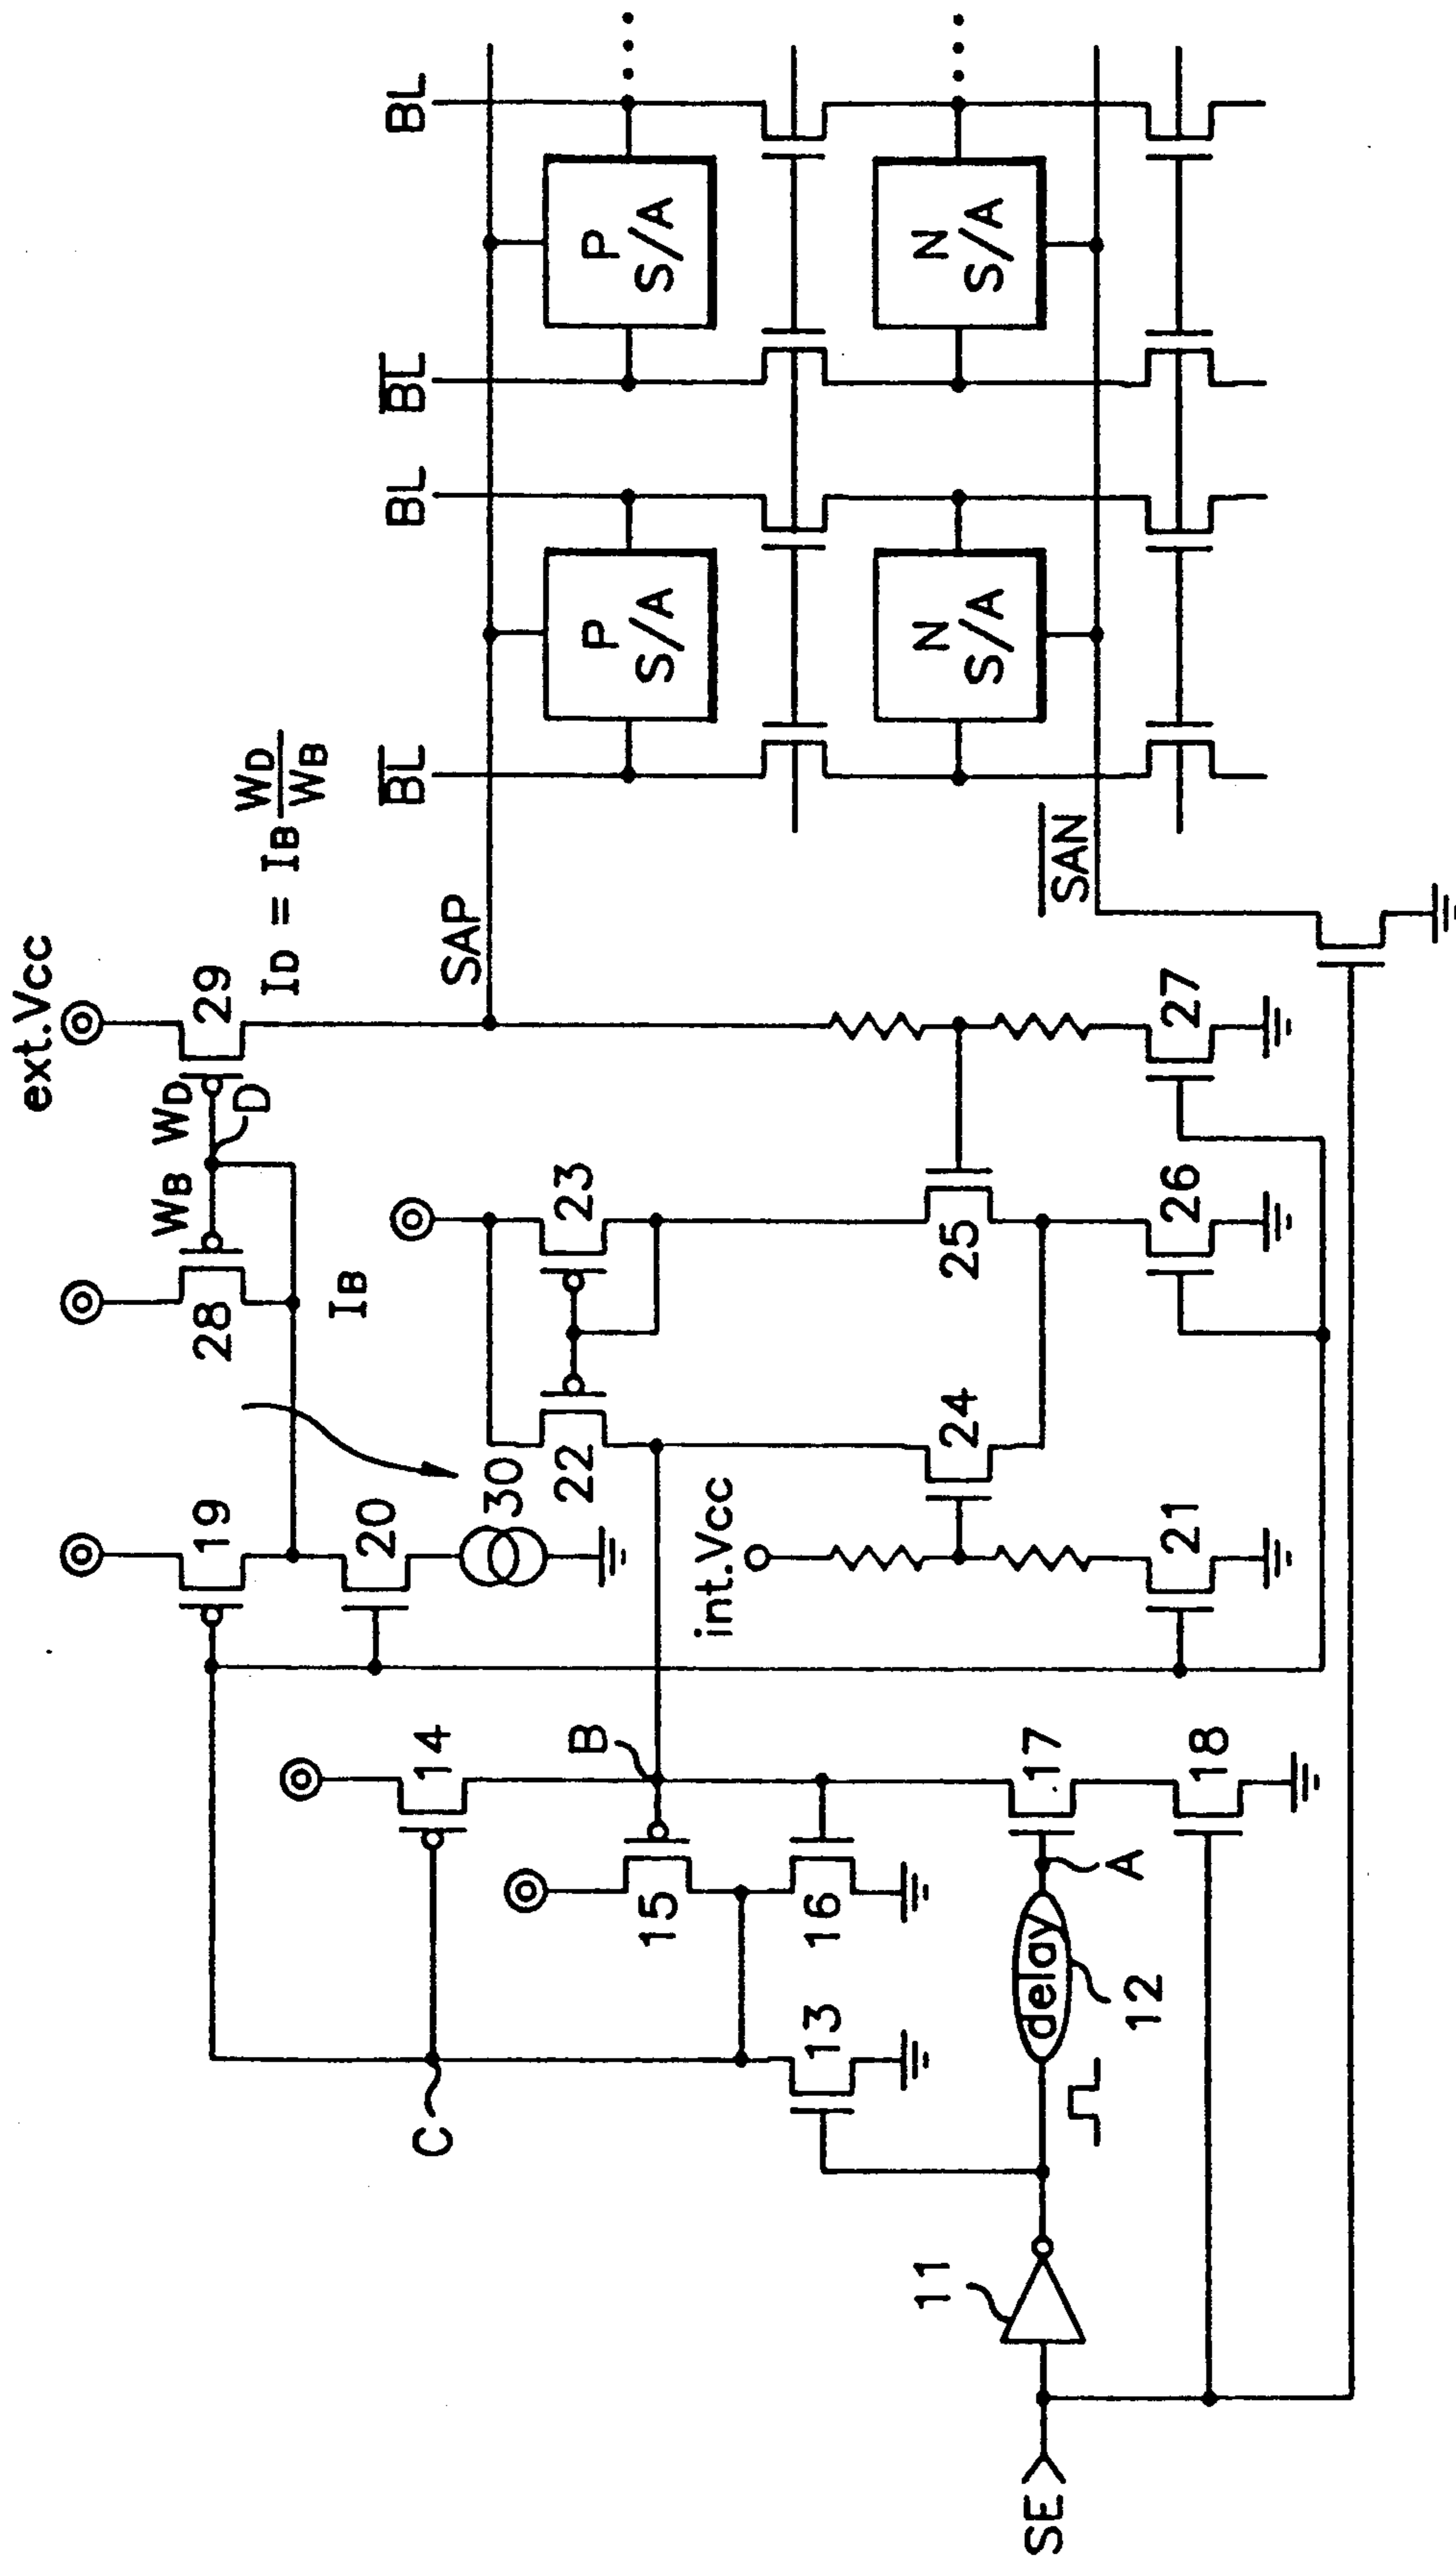 ext.Vcc
WB WD
D
28
29
ID = IB WD/WB
19
IB
20
30
SAP
BL
BL
BL
BL
P S/A
P S/A
N S/A
N S/A
SAN
22
23
int.Vcc
24
25
21
26
27
C
14
B
15
16
13
17
18
A
delay
12
11
SE